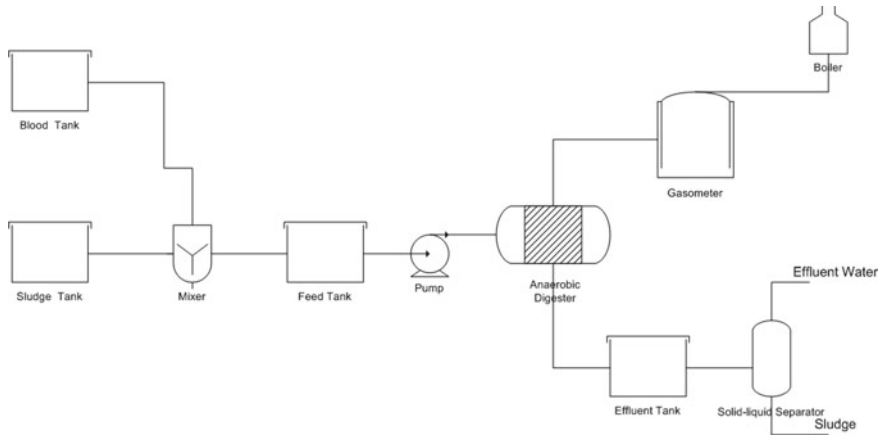 Boiler
Blood Tank
Gasometer
Sludge Tank
Mixer
Feed Tank
Pump
Anaerobic
Digester
Effluent Water
Effluent Tank
Solid-liquid Separator
Sludge